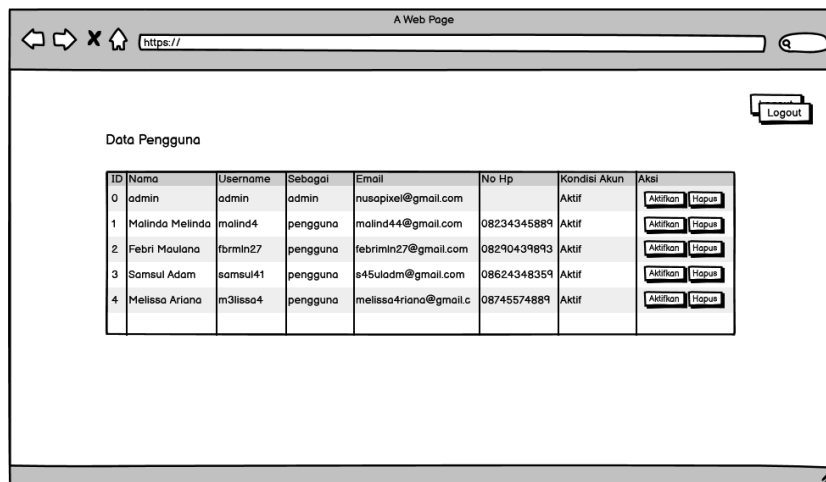 A Web Page
https://
Logout
Data Pengguna
ID Nama Username Sebagai Email No Hp Kondisi Akun Aksi
0 admin admin admin nusapixel@gmail.com Aktif Aktifkan Hapus
1 Malinda Melinda malind4 pengguna malind44@gmail.com 08234345889 Aktif Aktifkan Hapus
2 Febri Maulana fbrmln27 pengguna febrimln27@gmail.com 08290439893 Aktif Aktifkan Hapus
3 Samsul Adam samsul41 pengguna s45uladm@gmail.com 08624348359 Aktif Aktifkan Hapus
4 Melissa Ariana m3lissa4 pengguna melissa4riana@gmail.c 08745574889 Aktif Aktifkan Hapus